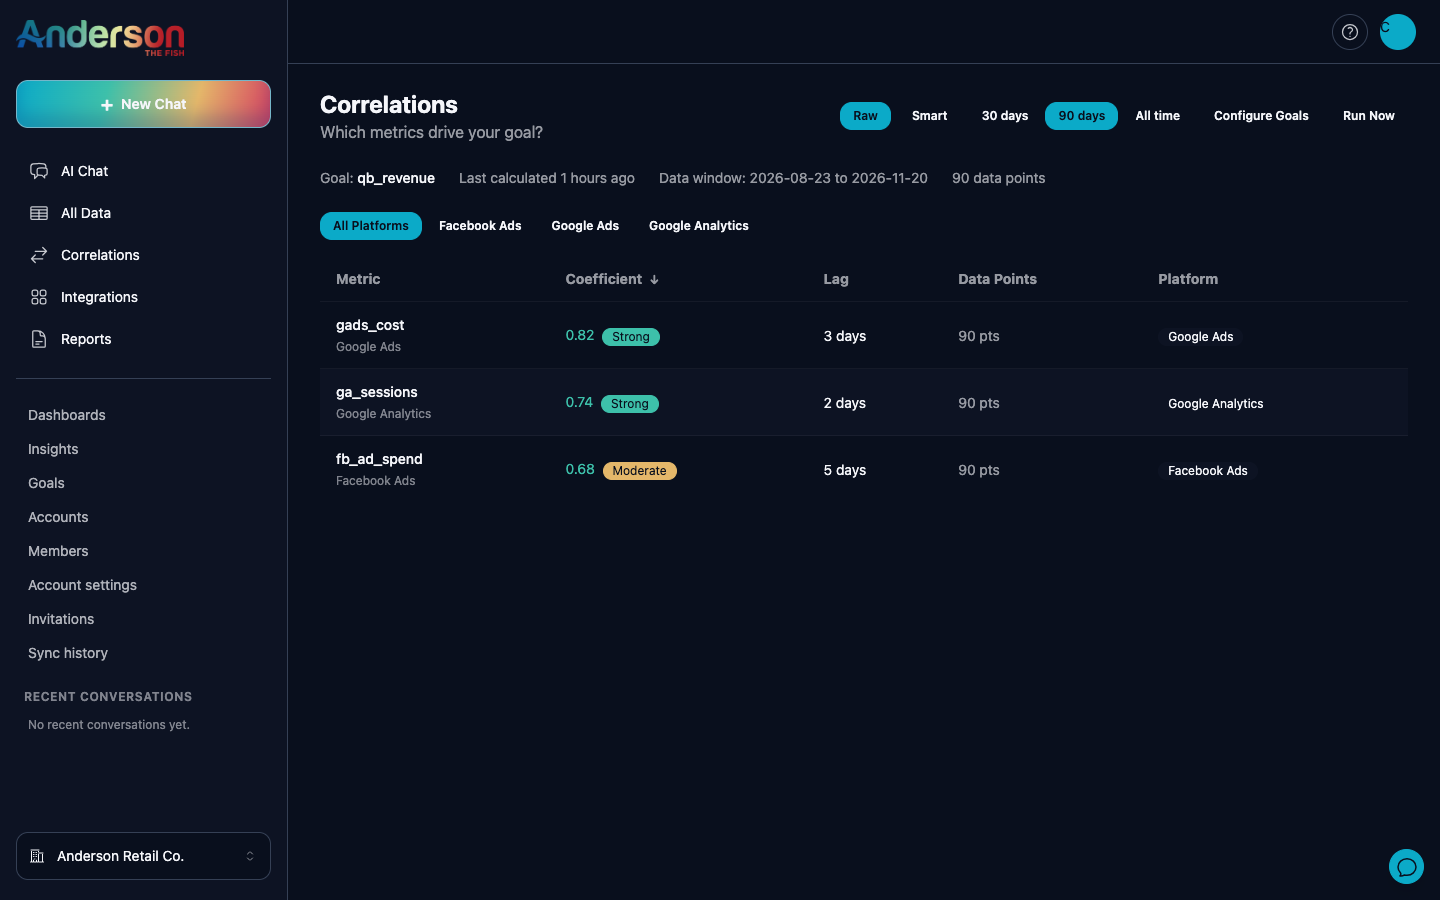 Anderson
THE FISH
+ New Chat
AI Chat
All Data
Correlations
Integrations
Reports
Dashboards
Insights
Goals
Accounts
Members
Account settings
Invitations
Sync history
RECENT CONVERSATIONS
No recent conversations yet.
Anderson Retail Co.
C
Correlations
Which metrics drive your goal?
Raw Smart 30 days 90 days All time Configure Goals Run Now
Goal: qb_revenue Last calculated 1 hours ago Data window: 2026-08-23 to 2026-11-20 90 data points
All Platforms Facebook Ads Google Ads Google Analytics
Metric Coefficient ↓ Lag Data Points Platform
gads_cost
Google Ads
0.82 Strong 3 days 90 pts Google Ads
ga_sessions
Google Analytics
0.74 Strong 2 days 90 pts Google Analytics
fb_ad_spend
Facebook Ads
0.68 Moderate 5 days 90 pts Facebook Ads